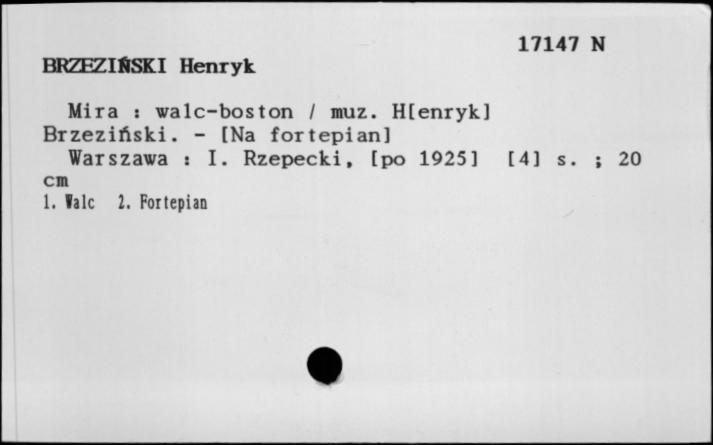 17147 N
BRZEZIŃSKI Henryk
Mira : walc-boston / muz. H[enryk]
Brzeziński. - [Na fortepian]
Warszawa : I. Rzepecki, [po 1925] [4] s. ; 20
cm
1. Walc 2. Fortepian